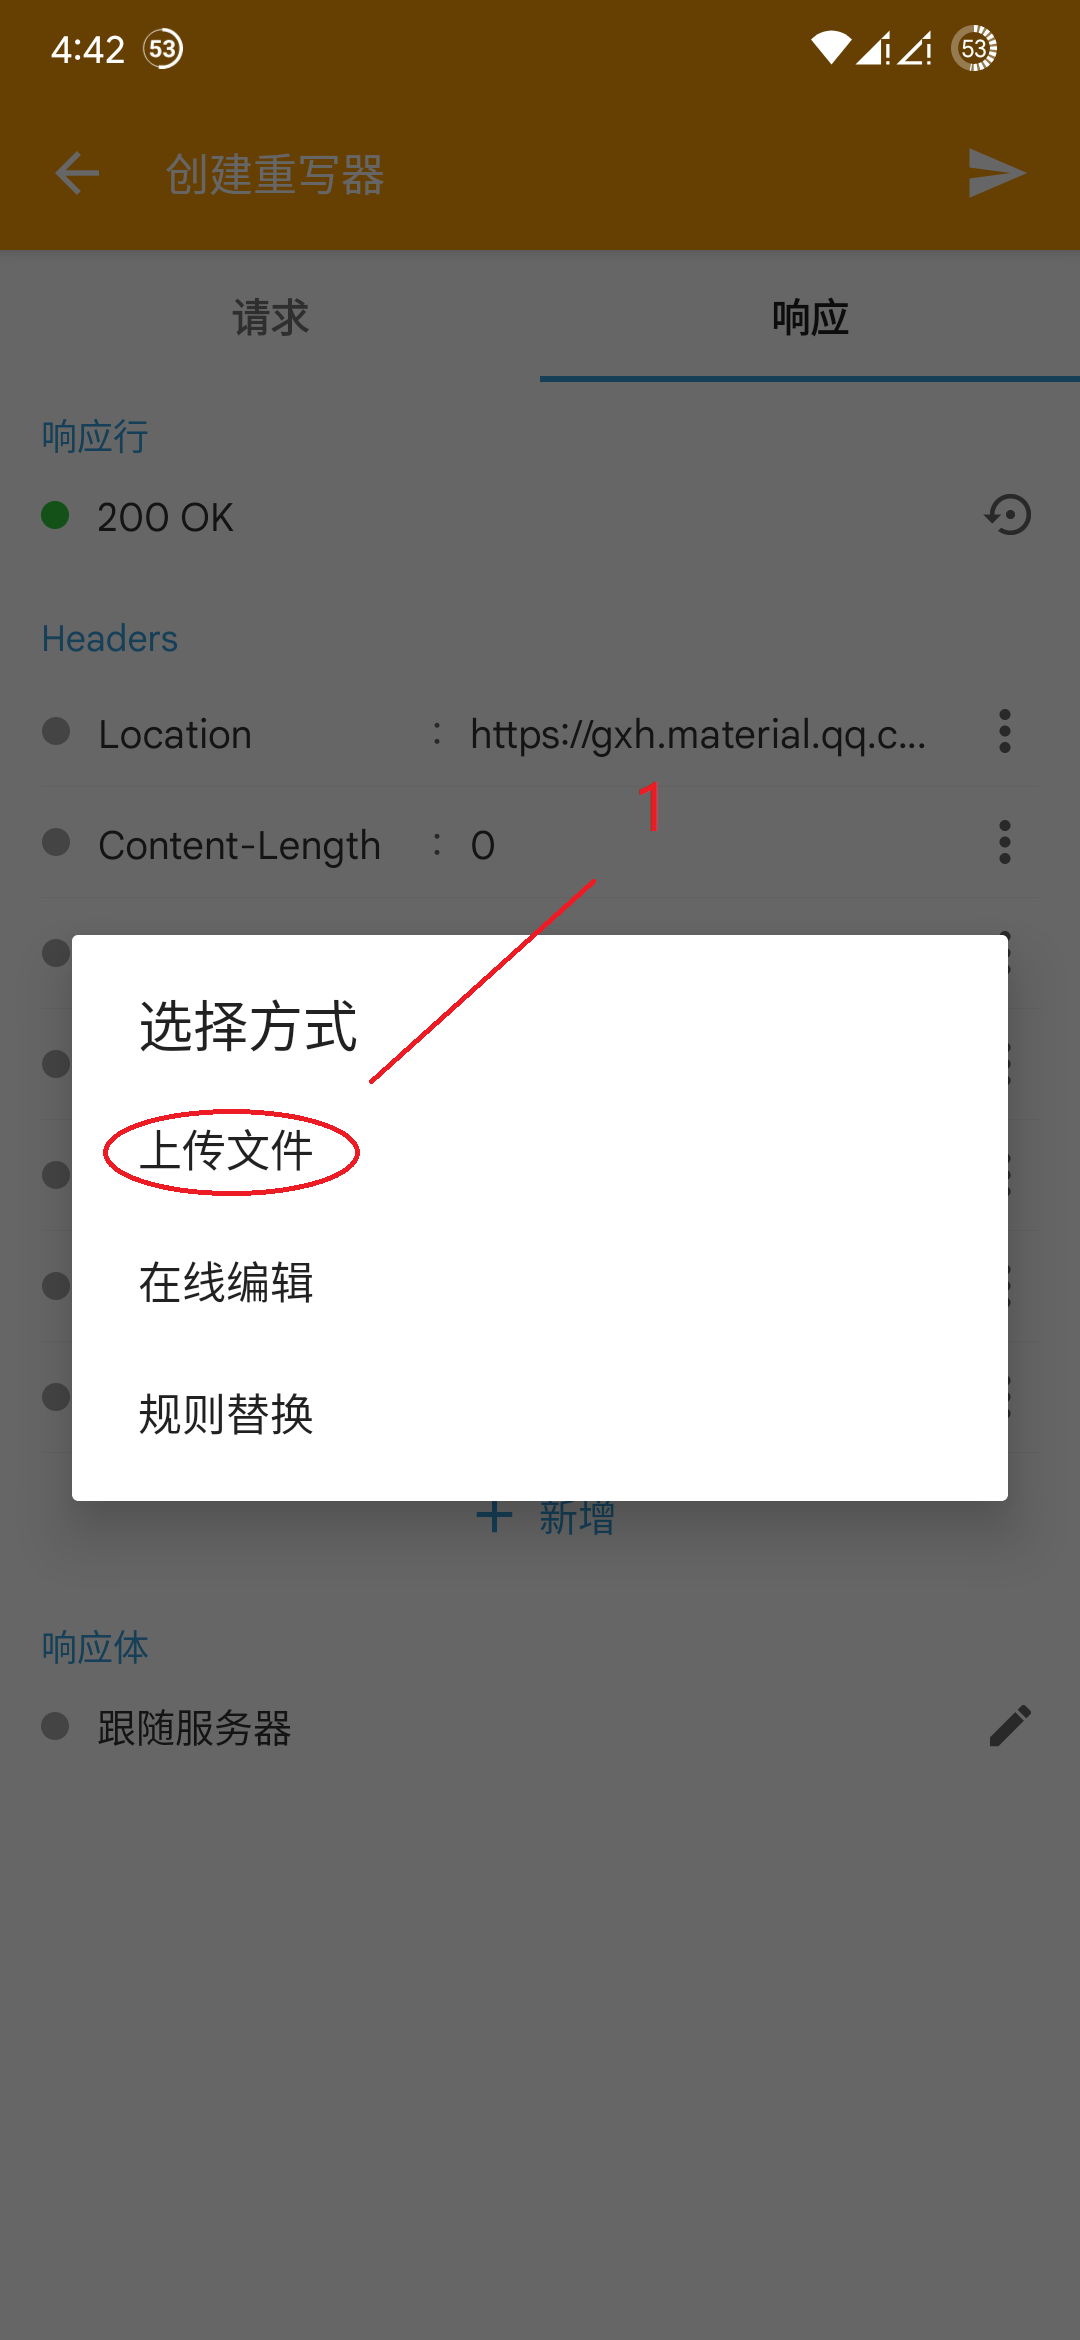 4:42 53 53
创建重写器
请求 响应
响应行
200 OK
Headers
Location : https://gxh.material.qq.c...
1
Content-Length : 0
选择方式
上传文件
在线编辑
规则替换
+ 新增
响应体
跟随服务器